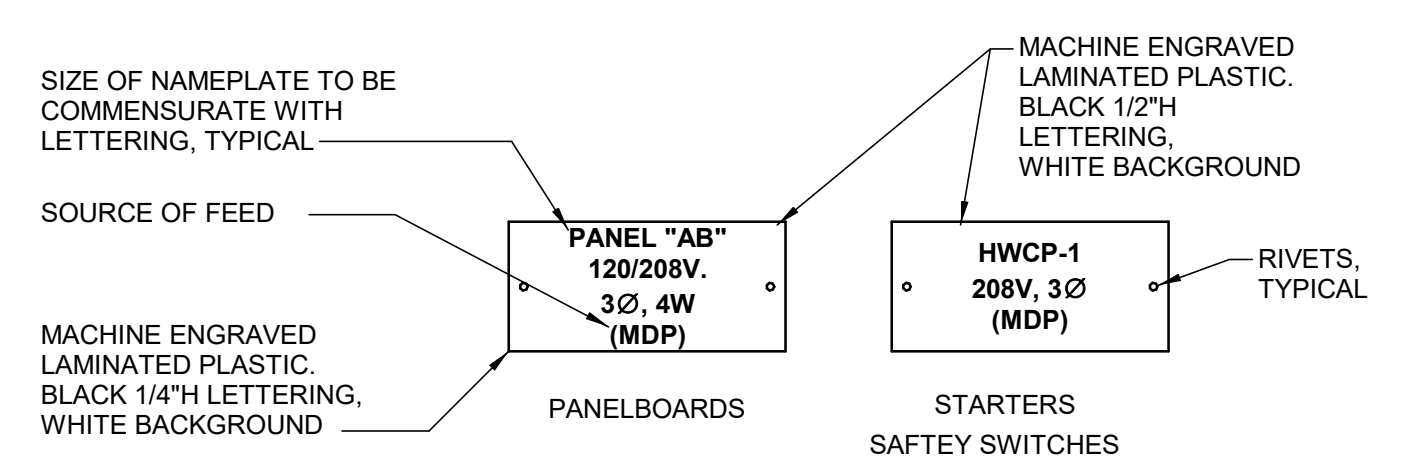 SIZE OF NAMEPLATE TO BE
COMMENSURATE WITH
LETTERING, TYPICAL
SOURCE OF FEED
MACHINE ENGRAVED
LAMINATED PLASTIC.
BLACK 1/4"H LETTERING,
WHITE BACKGROUND
PANEL "AB"
120/208V.
3Ø, 4W
(MDP)
PANELBOARDS
MACHINE ENGRAVED
LAMINATED PLASTIC.
BLACK 1/2"H
LETTERING,
WHITE BACKGROUND
HWCP-1
208V, 3Ø
(MDP)
RIVETS,
TYPICAL
STARTERS
SAFTEY SWITCHES